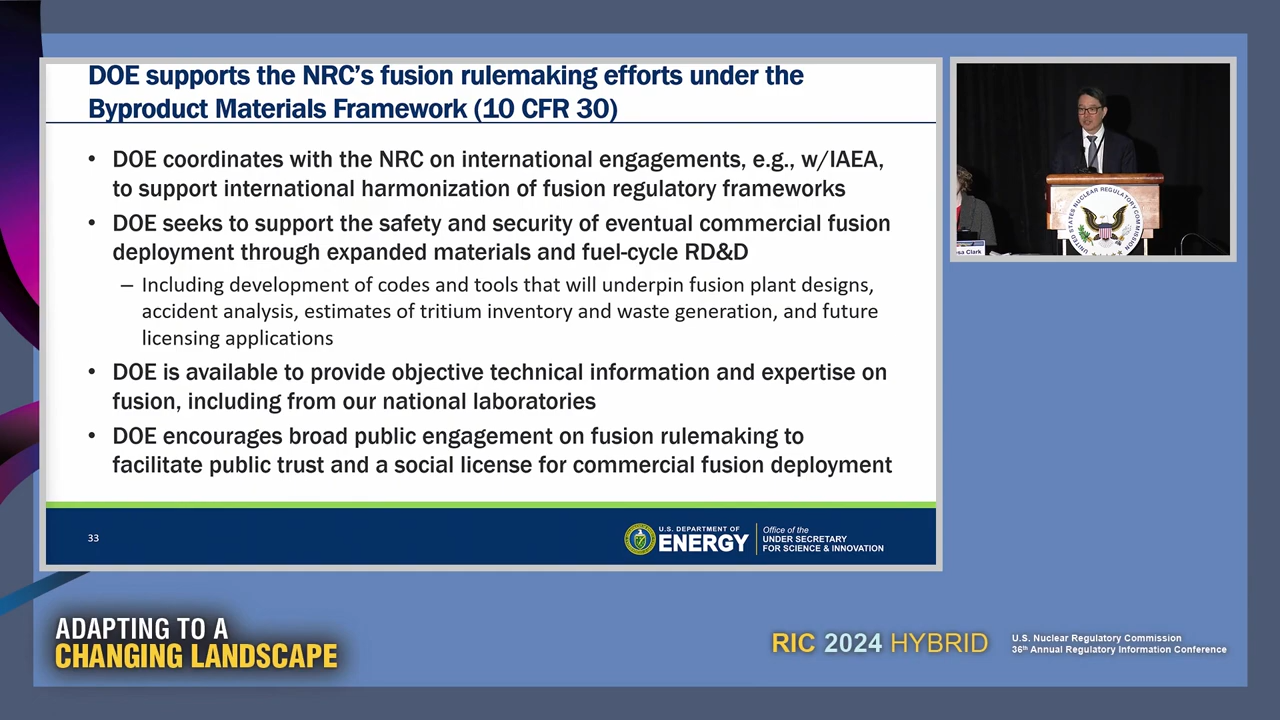 DOE supports the NRC's fusion rulemaking efforts under the
Byproduct Materials Framework (10 CFR 30)
• DOE coordinates with the NRC on international engagements, e.g., w/IAEA,
to support international harmonization of fusion regulatory frameworks
• DOE seeks to support the safety and security of eventual commercial fusion
deployment through expanded materials and fuel-cycle RD&D
– Including development of codes and tools that will underpin fusion plant designs,
accident analysis, estimates of tritium inventory and waste generation, and future
licensing applications
• DOE is available to provide objective technical information and expertise on
fusion, including from our national laboratories
• DOE encourages broad public engagement on fusion rulemaking to
facilitate public trust and a social license for commercial fusion deployment
33
U.S. DEPARTMENT OF
ENERGY
Office of the
UNDER SECRETARY
FOR SCIENCE & INNOVATION
UNITED STATES NUCLEAR REGULATORY COMMISSION
sa Clark
ADAPTING TO A
CHANGING LANDSCAPE
RIC 2024 HYBRID
U.S. Nuclear Regulatory Commission
36th Annual Regulatory Information Conference